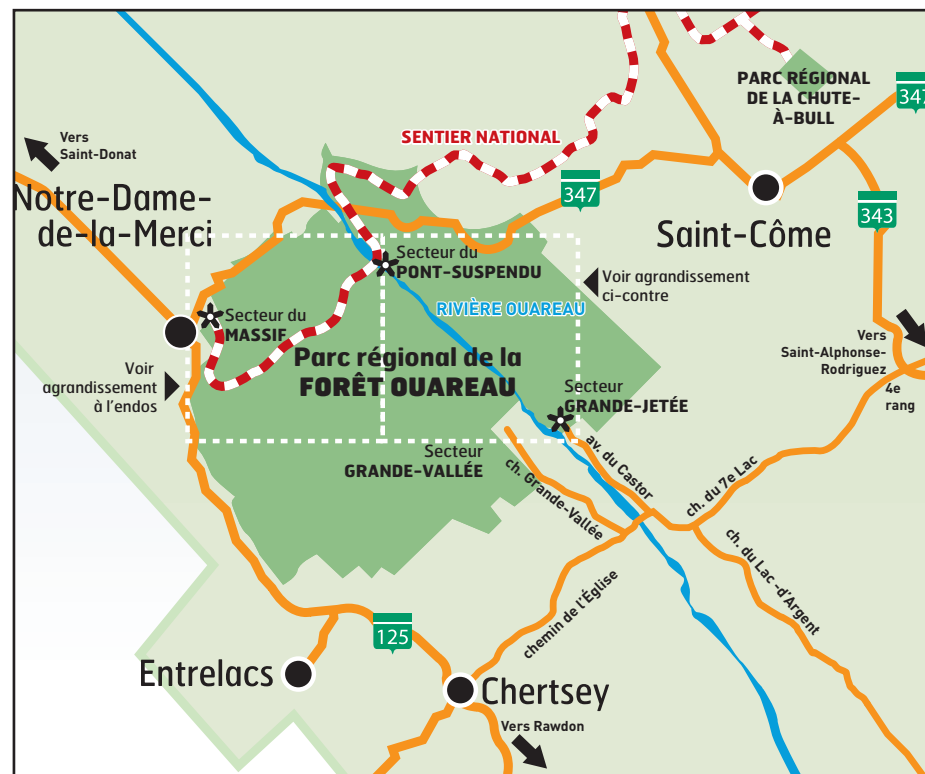 PARC RÉGIONAL
DE LA CHUTE-
À-BULL
347
Vers
Saint-Donat
SENTIER NATIONAL
Notre-Dame-
de-la-Merci
347
343
Saint-Côme
Secteur du
PONT-SUSPENDU
Voir agrandissement
ci-contre
RIVIÈRE OUAREAU
Secteur du
MASSIF
Vers
Saint-Alphonse-
Rodriguez
4e
rang
Voir
agrandissement
à l'endos
Parc régional de la
FORÊT OUAREAU
Secteur
GRANDE-JETÉE
Secteur
GRANDE-VALLÉE
av. du Castor
ch. Grande-Vallée
ch. du 7e Lac
ch. du Lac-d'Argent
chemin de l'Église
125
Entrelacs
Chertsey
Vers Rawdon